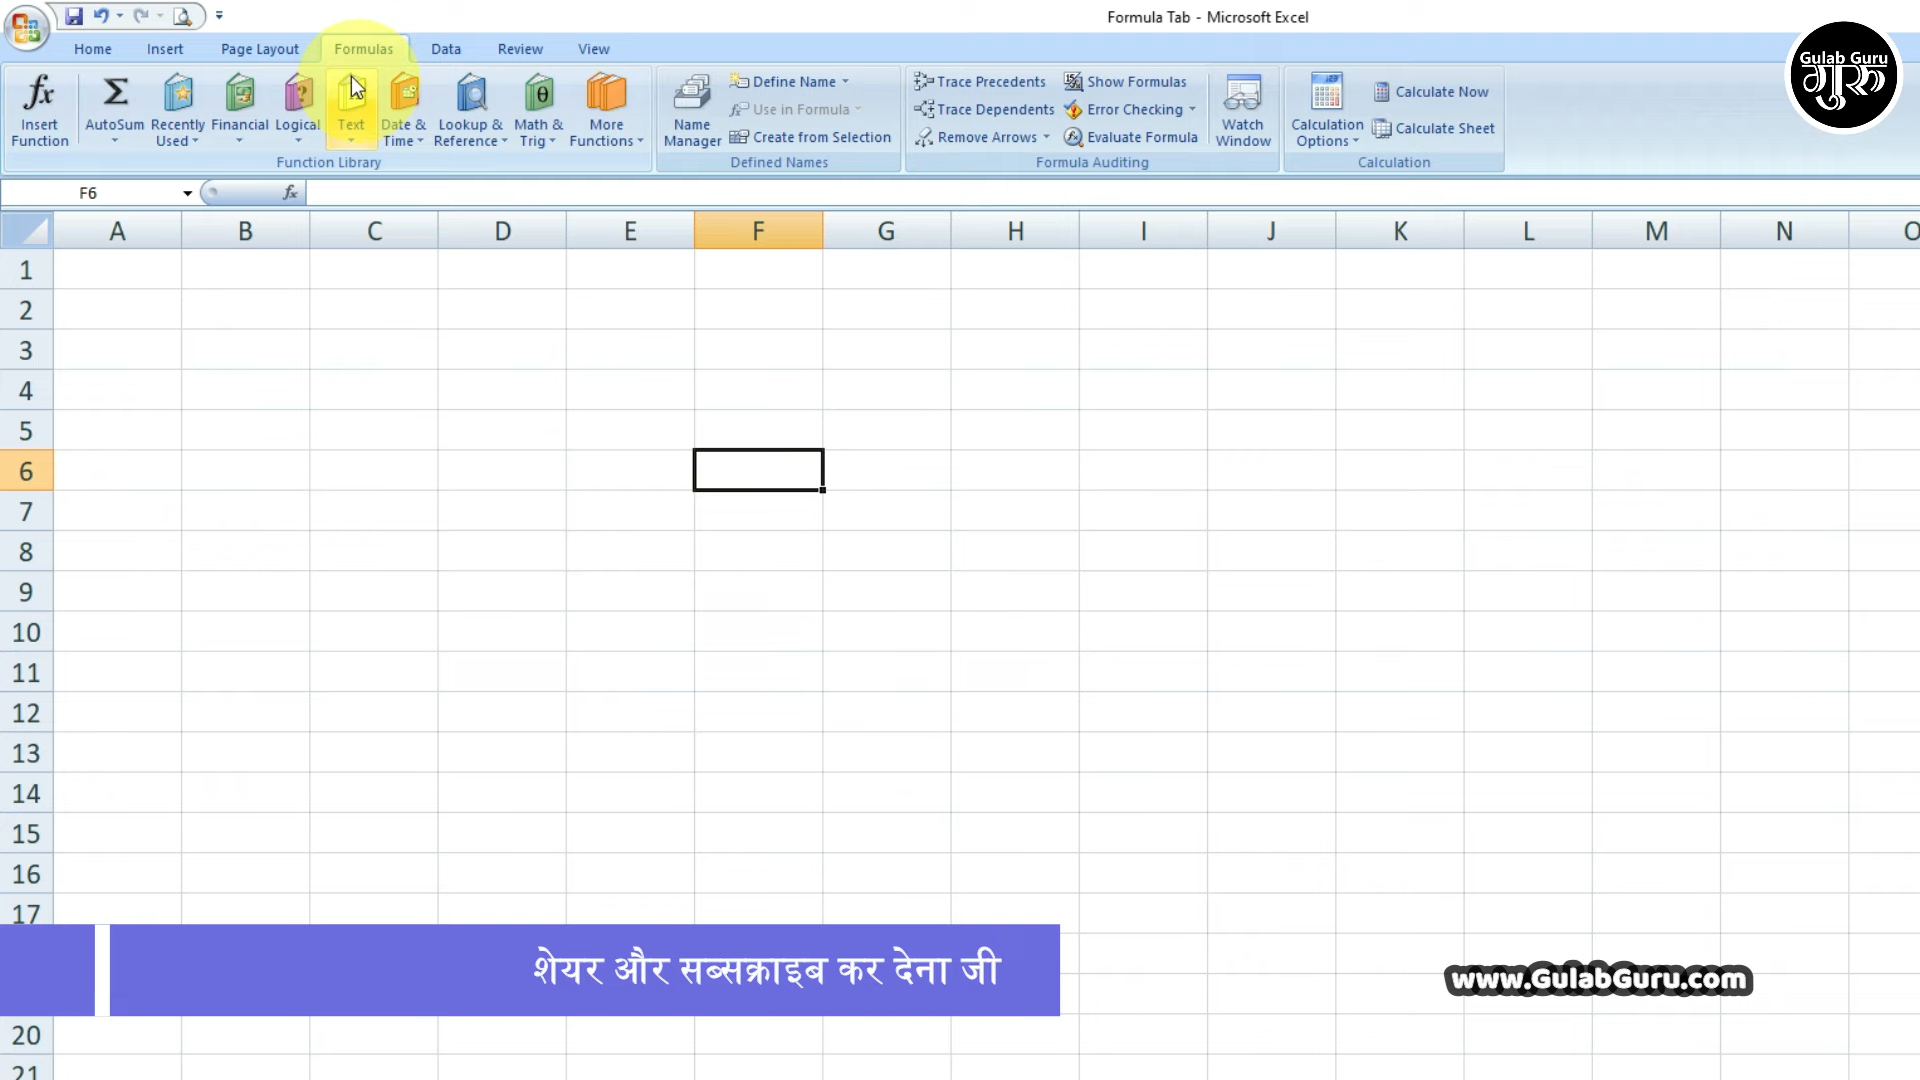 Formula Tab - Microsoft Excel
Gulab Guru
गुरु
Home Insert Page Layout Formulas Data Review View
Insert Function
AutoSum
Recently Used
Financial
Logical
Text
Date & Time
Lookup & Reference
Math & Trig
More Functions
Function Library
Name Manager
Define Name
Use in Formula
Create from Selection
Defined Names
Trace Precedents
Trace Dependents
Remove Arrows
Show Formulas
Error Checking
Evaluate Formula
Formula Auditing
Watch Window
Calculation Options
Calculate Now
Calculate Sheet
Calculation
F6 fx
A B C D E F G H I J K L M N O
1
2
3
4
5
6
7
8
9
10
11
12
13
14
15
16
17
शेयर और सब्सक्राइब कर देना जी
www.GulabGuru.com
20
21